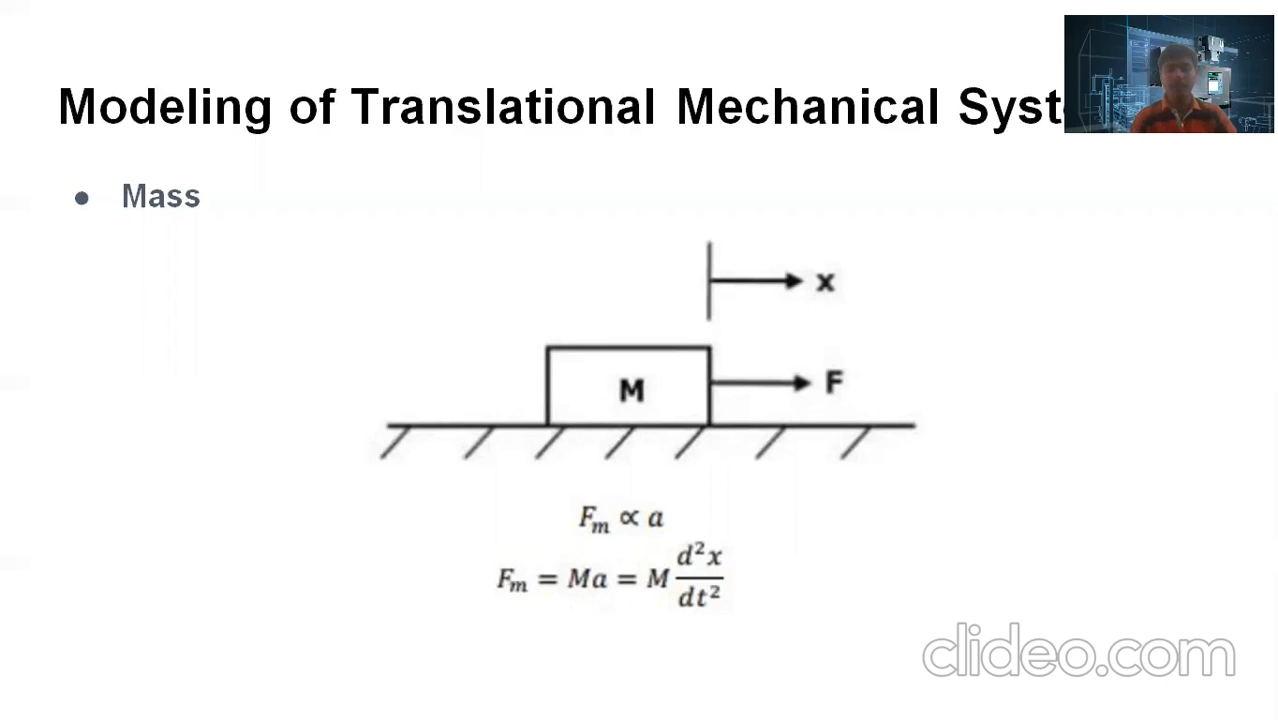 Modeling of Translational Mechanical Syst
● Mass
x
M
F
Fₘ ∝ a
Fₘ = Ma = M d²x/dt²
clideo.com